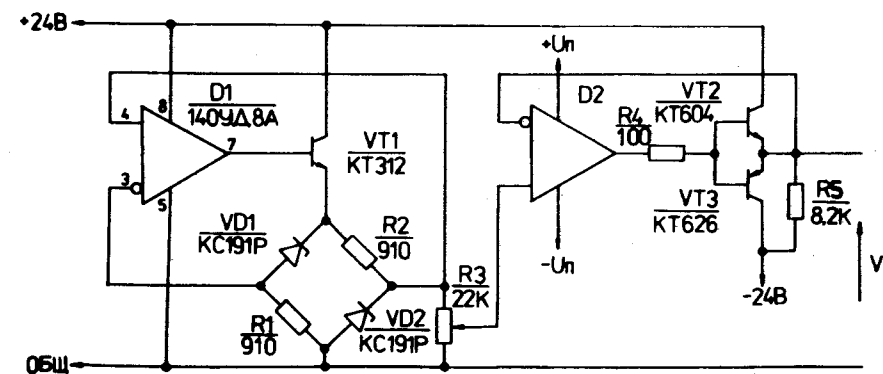 +24В
+Uп
D1
140УД8А
8
4
7
3
5
VT1
КТ312
D2
R4
100
VT2
КТ604
VT3
КТ626
R5
8,2К
VD1
КС191Р
R2
910
-Uп
R3
22К
-24В
V
R1
910
VD2
КС191Р
ОБЩ